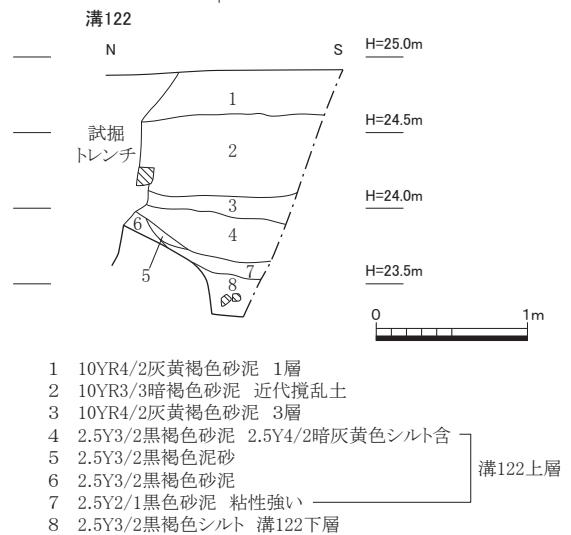 溝122
N
S
H=25.0m
1
H=24.5m
試掘
トレンチ
2
3
H=24.0m
6
4
5
7
H=23.5m
8
0
1m
1 10YR4/2灰黄褐色砂泥 1層
2 10YR3/3暗褐色砂泥 近代攪乱土
3 10YR4/2灰黄褐色砂泥 3層
4 2.5Y3/2黒褐色砂泥 2.5Y4/2暗灰黄色シルト含
5 2.5Y3/2黒褐色泥砂
6 2.5Y3/2黒褐色砂泥
7 2.5Y2/1黒色砂泥 粘性強い
溝122上層
8 2.5Y3/2黒褐色シルト 溝122下層